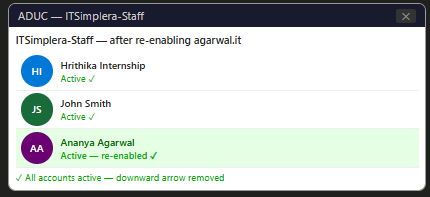 ADUC — ITSimplera-Staff
ITSimplera-Staff — after re-enabling agarwal.it
HI
Hrithika Internship
Active ✓
JS
John Smith
Active ✓
AA
Ananya Agarwal
Active — re-enabled ✓
✓ All accounts active — downward arrow removed